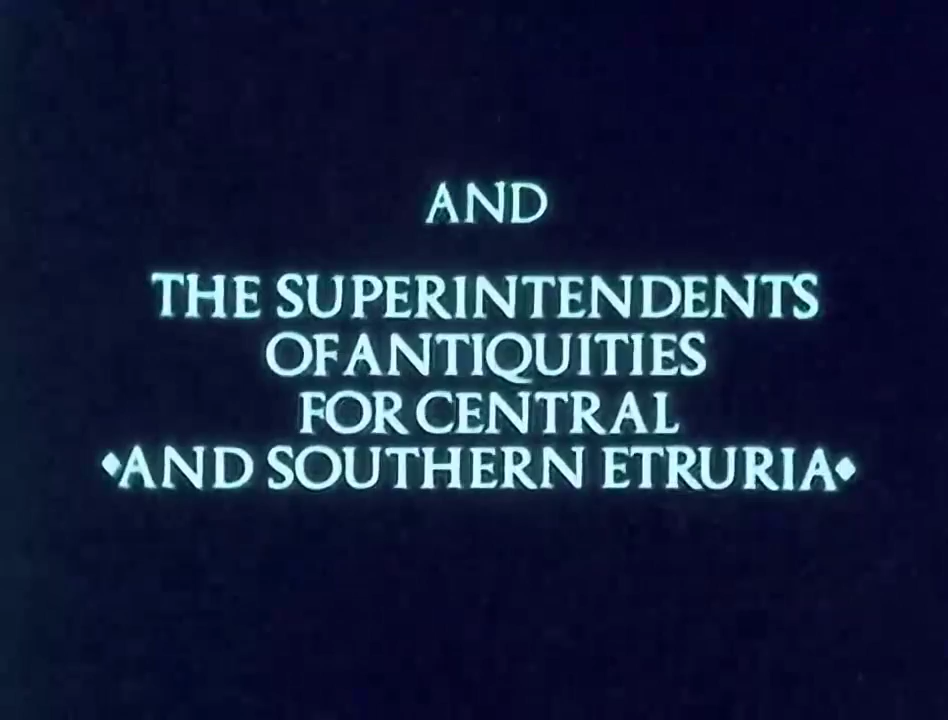 AND
THE SUPERINTENDENTS
OF ANTIQUITIES
FOR CENTRAL
◆AND SOUTHERN ETRURIA◆